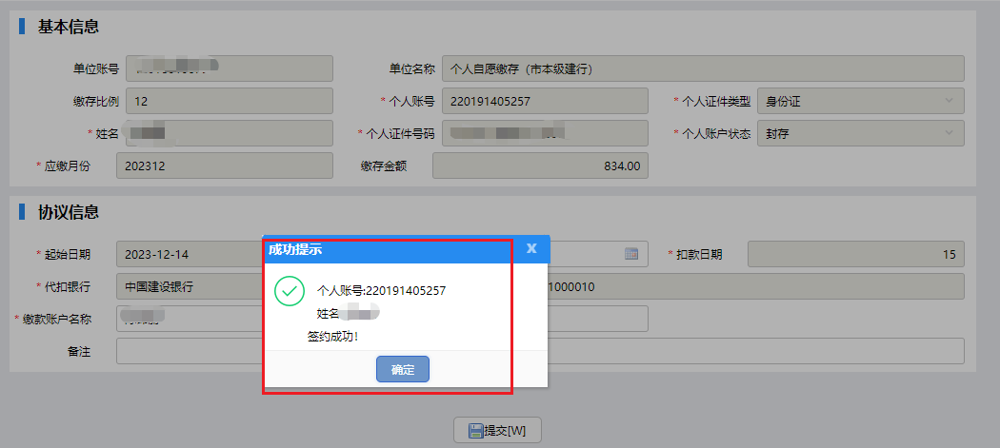 基本信息
单位账号
单位名称 个人自愿缴存（市本级建行）
缴存比例 12 * 个人账号 220191405257 * 个人证件类型 身份证
* 姓名 * 个人证件号码 * 个人账户状态 封存
* 应缴月份 202312 缴存金额 834.00
协议信息
* 起始日期 2023-12-14 * 扣款日期 15
* 代扣银行 中国建设银行 1000010
* 缴款账户名称
备注
成功提示 X
个人账号:220191405257
姓名
签约成功！
确定
提交[W]